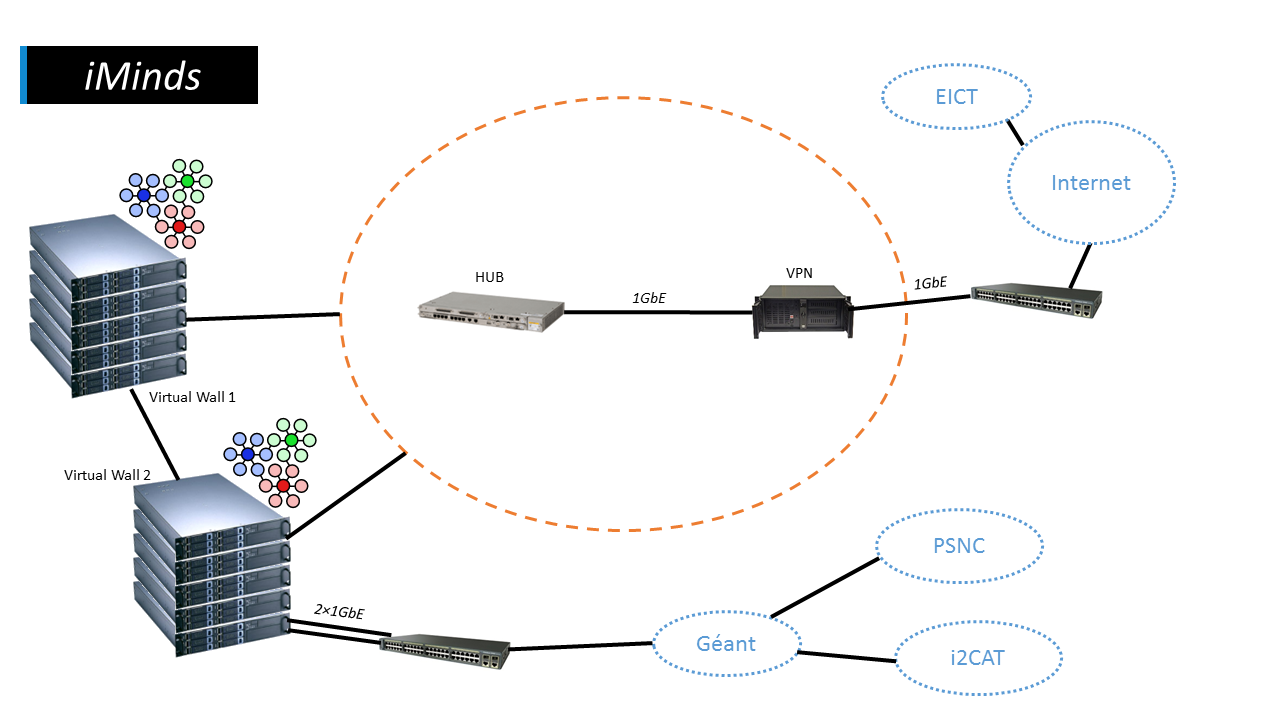 iMinds
EICT
Internet
HUB
VPN
1GbE
1GbE
Virtual Wall 1
Virtual Wall 2
2×1GbE
PSNC
Géant
i2CAT